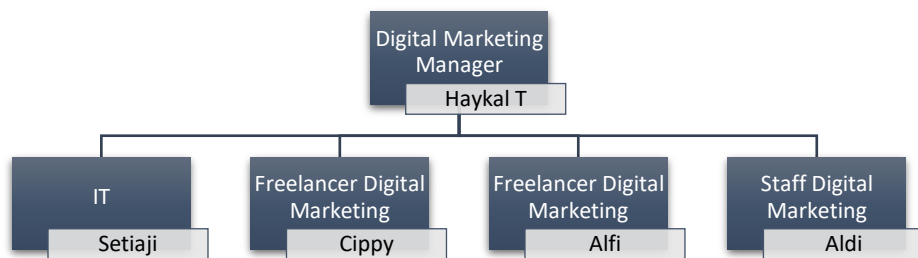 Digital Marketing
Manager
Haykal T
IT
Setiaji
Freelancer Digital
Marketing
Cippy
Freelancer Digital
Marketing
Alfi
Staff Digital
Marketing
Aldi